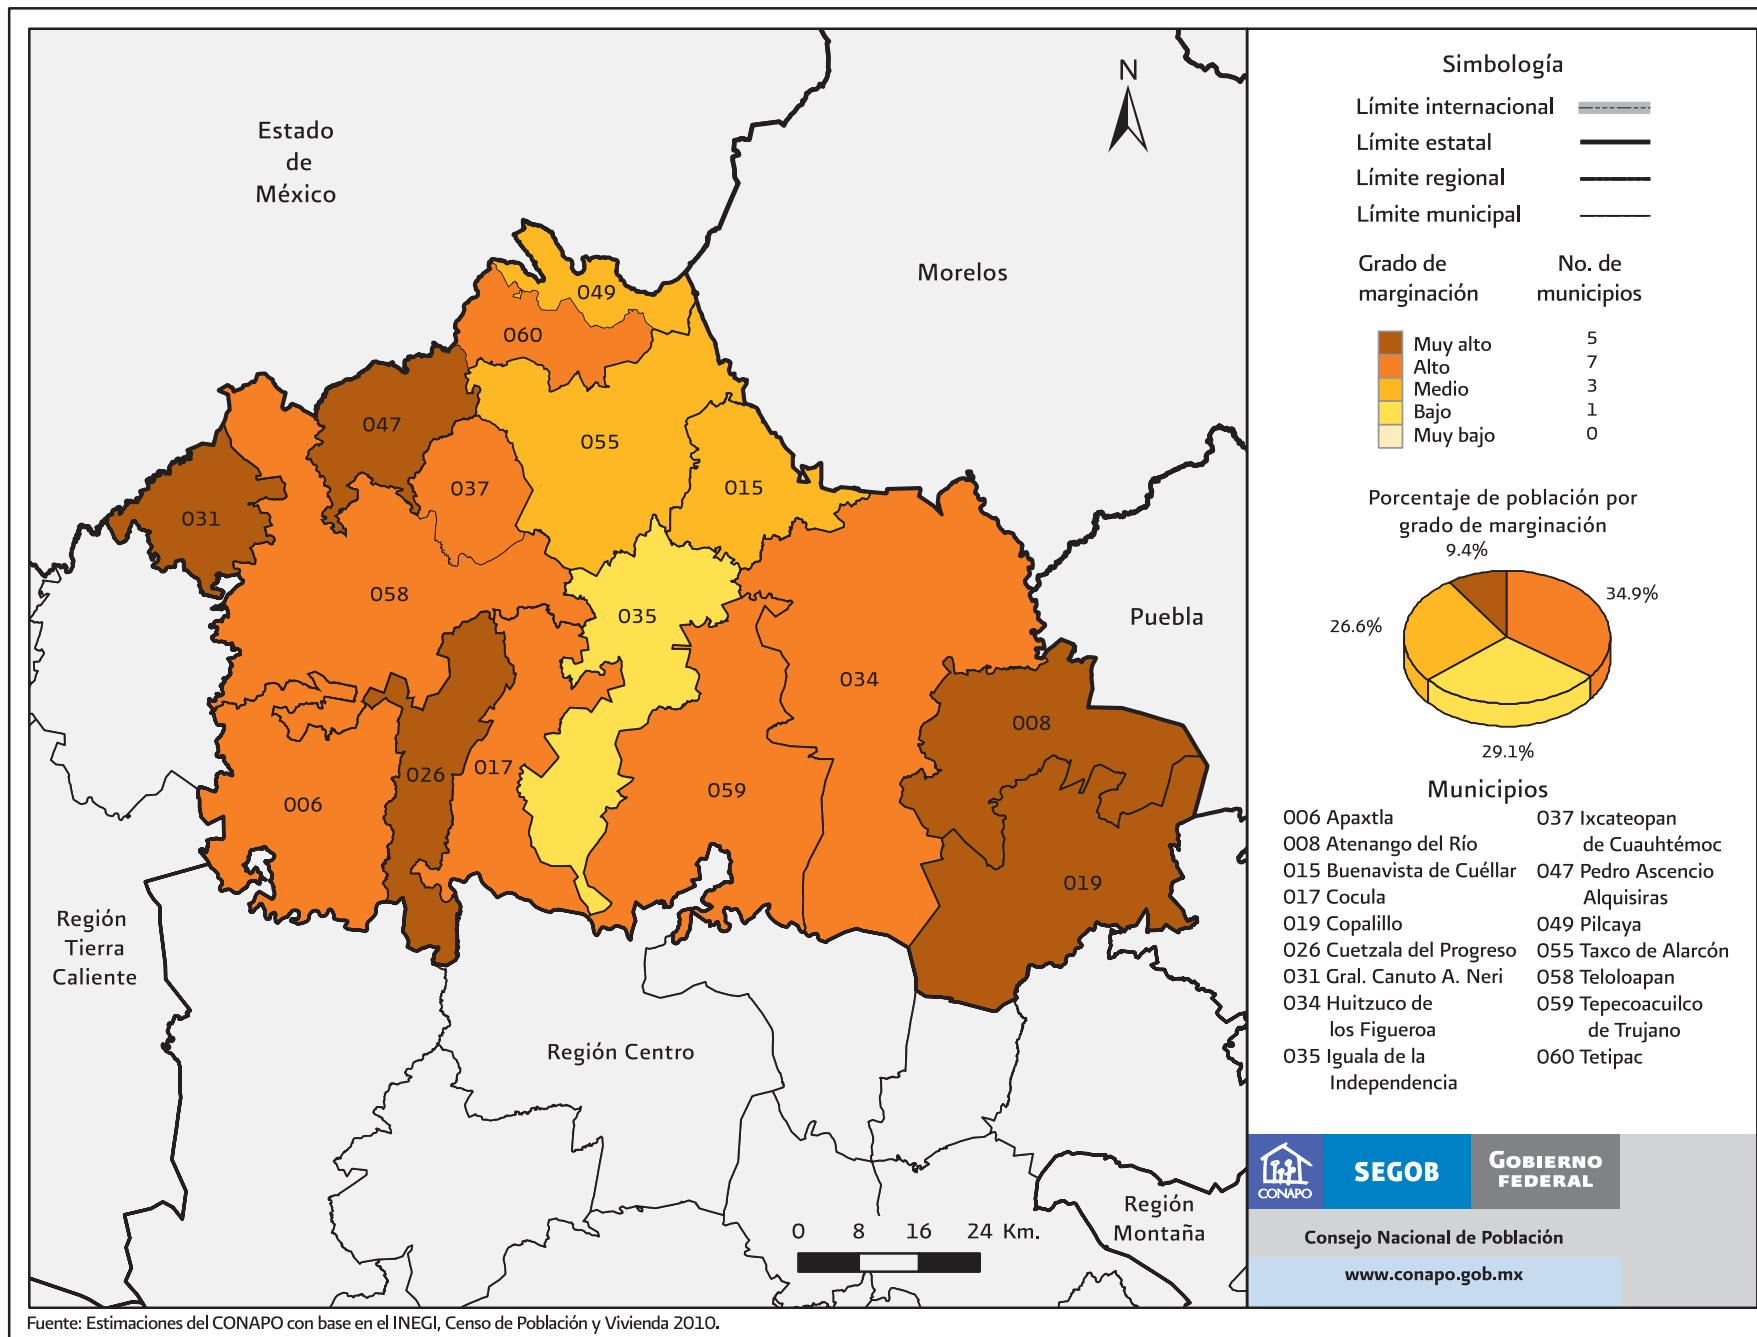 Estado
de
México
N
Morelos
Puebla
049
060
047
055
037
015
031
058
035
034
008
026
017
006
059
019
Región
Tierra
Caliente
Región Centro
Región
Montaña
0 8 16 24 Km.
Simbología
Límite internacional
Límite estatal
Límite regional
Límite municipal
Grado de No. de
marginación municipios
Muy alto 5
Alto 7
Medio 3
Bajo 1
Muy bajo 0
Porcentaje de población por
grado de marginación
9.4%
34.9%
26.6%
29.1%
Municipios
006 Apaxtla
008 Atenango del Río
015 Buenavista de Cuéllar
017 Cocula
019 Copalillo
026 Cuetzala del Progreso
031 Gral. Canuto A. Neri
034 Huitzuco de
los Figueroa
035 Iguala de la
Independencia
037 Ixcateopan
de Cuauhtémoc
047 Pedro Ascencio
Alquisiras
049 Pilcaya
055 Taxco de Alarcón
058 Teloloapan
059 Tepecoacuilco
de Trujano
060 Tetipac
CONAPO
SEGOB
GOBIERNO
FEDERAL
Consejo Nacional de Población
www.conapo.gob.mx
Fuente: Estimaciones del CONAPO con base en el INEGI, Censo de Población y Vivienda 2010.